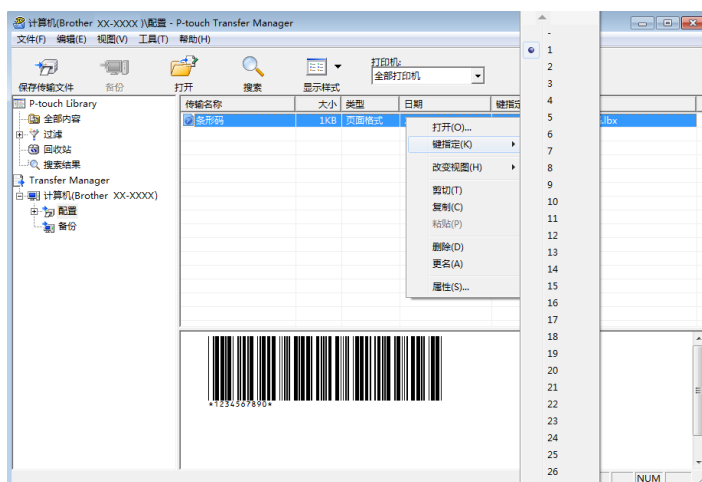 计算机(Brother XX-XXXX )\配置 - P-touch Transfer Manager
文件(F) 编辑(E) 视图(V) 工具(T) 帮助(H)
保存传输文件 备份 打开 搜索 显示样式
打印机:
全部打印机
P-touch Library
全部内容
过滤
回收站
搜索结果
Transfer Manager
计算机(Brother XX-XXXX)
配置
备份
传输名称 大小 类型 日期 键指定
条形码 1KB 页面格式 .lbx
打开(O)...
键指定(K)
改变视图(H)
剪切(T)
复制(C)
粘贴(P)
删除(D)
更名(A)
属性(S)...
-
1
2
3
4
5
6
7
8
9
10
11
12
13
14
15
16
17
18
19
20
21
22
23
24
25
26
*1234567890*
NUM